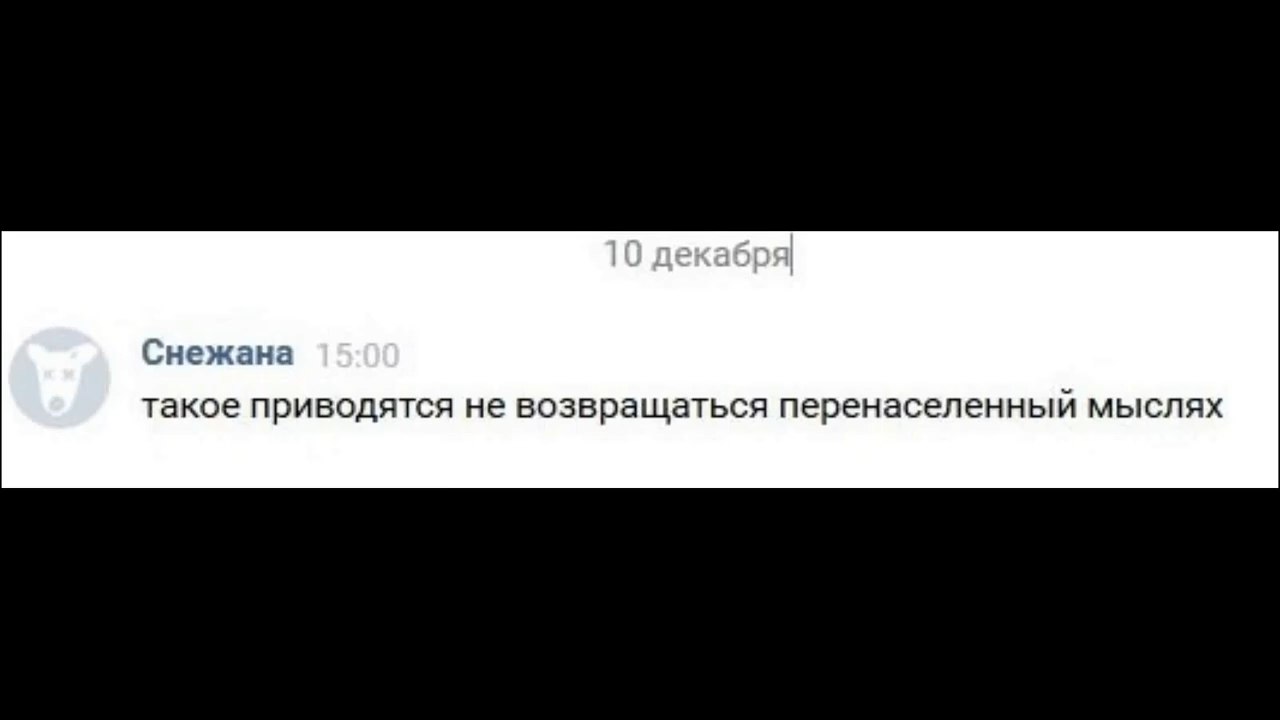 10 декабря
Снежана 15:00
такое приводятся не возвращаться перенаселенный мыслях